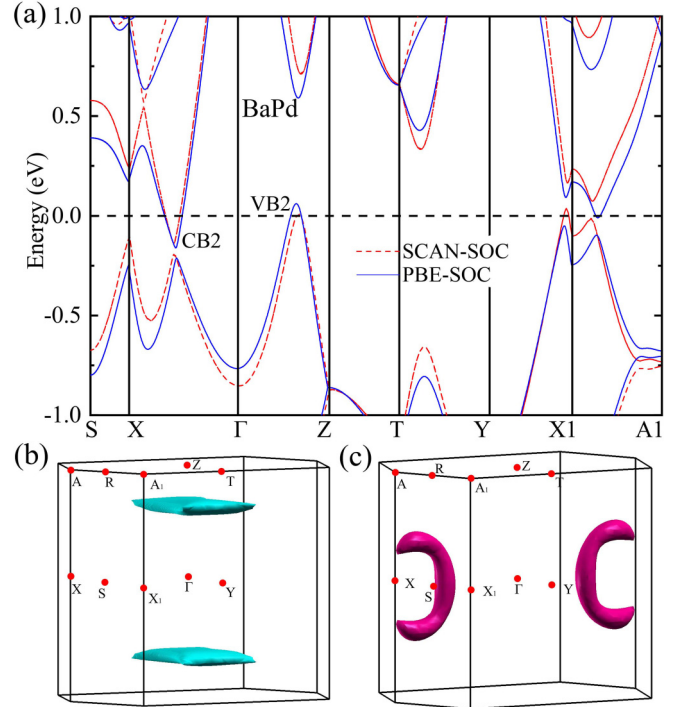 (a)
1.0
0.5
0.0
-0.5
-1.0
Energy (eV)
BaPd
VB2
CB2
SCAN-SOC
PBE-SOC
S X Γ Z T Y X1 A1
(b)
Z
A R A1 T
X S X1 Γ Y
(c)
Z
A R A1 T
X S X1 Γ Y